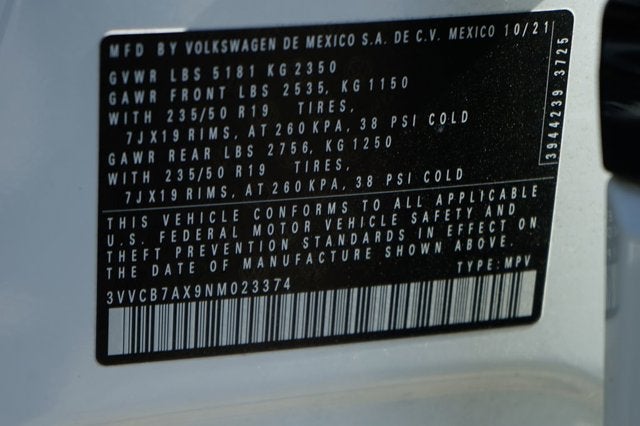 MFD BY VOLKSWAGEN DE MEXICO S.A. DE C.V. MEXICO 10/21
GVWR LBS 5181 KG 2350
GAWR FRONT LBS 2535, KG 1150
WITH 235/50 R19 TIRES,
7JX19 RIMS, AT 260 KPA, 38 PSI COLD
GAWR REAR LBS 2756, KG 1250
WITH 235/50 R19 TIRES,
7JX19 RIMS, AT 260 KPA, 38 PSI COLD
3944239 3725
THIS VEHICLE CONFORMS TO ALL APPLICABLE
U.S. FEDERAL MOTOR VEHICLE SAFETY AND
THEFT PREVENTION STANDARDS IN EFFECT ON
THE DATE OF MANUFACTURE SHOWN ABOVE.
TYPE: MPV
3VVCB7AX9NM023374